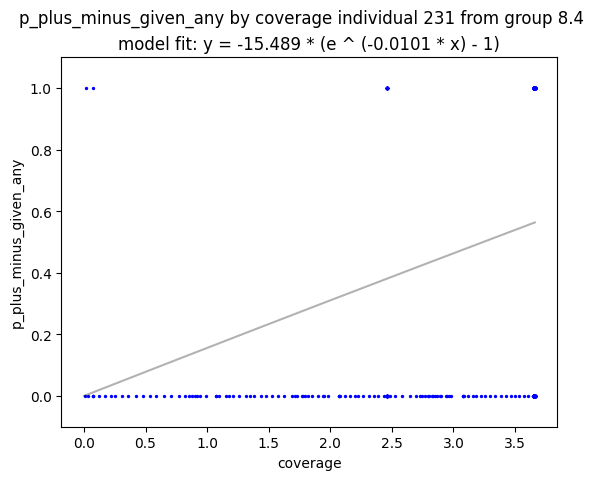 p_plus_minus_given_any by coverage individual 231 from group 8.4
model fit: y = -15.489 * (e ^ (-0.0101 * x) - 1)
1.0
0.8
0.6
0.4
0.2
0.0
p_plus_minus_given_any
0.0 0.5 1.0 1.5 2.0 2.5 3.0 3.5
coverage